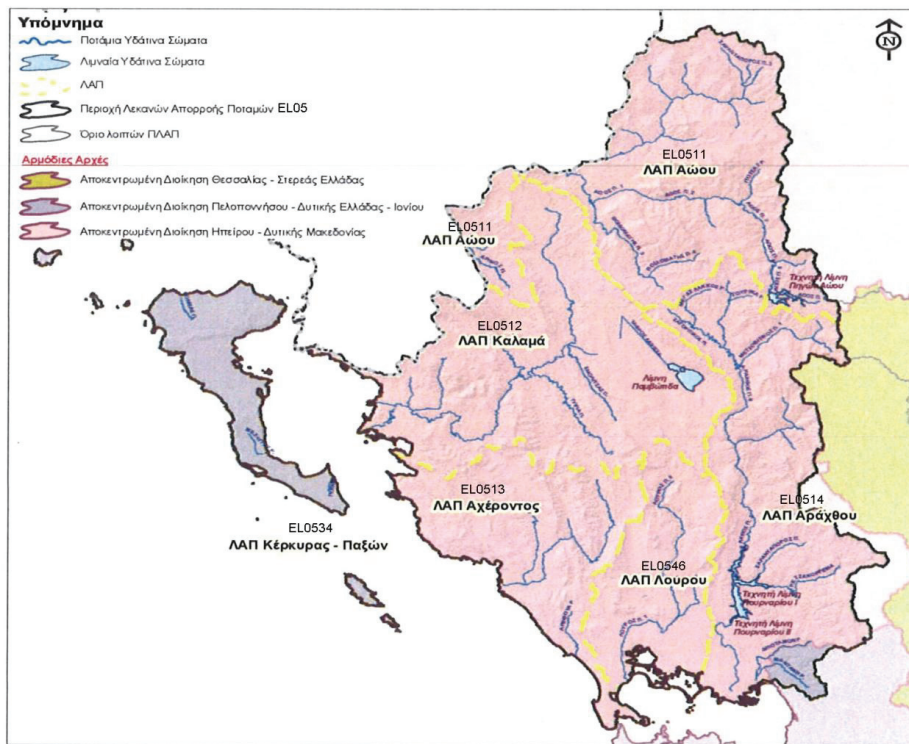 Υπόμνημα
Ποτάμια Υδάτινα Σώματα
Λιμναία Υδάτινα Σώματα
ΛΑΠ
Περιοχή Λεκανών Απορροής Ποταμών EL05
Όριο λοιπών ΠΛΑΠ
Αρμόδιες Αρχές
Αποκεντρωμένη Διοίκηση Θεσσαλίας - Στερεάς Ελλάδας
Αποκεντρωμένη Διοίκηση Πελοποννήσου - Δυτικής Ελλάδας - Ιονίου
Αποκεντρωμένη Διοίκηση Ηπείρου - Δυτικής Μακεδονίας
N
EL0511
ΛΑΠ Αώου
EL0511
ΛΑΠ Αώου
Τεχνητή Λίμνη
Πηγών Αώου
EL0512
ΛΑΠ Καλαμά
Λίμνη
Παμβώτιδα
EL0513
ΛΑΠ Αχέροντος
EL0514
ΛΑΠ Αράχθου
EL0534
ΛΑΠ Κέρκυρας - Παξών
EL0546
ΛΑΠ Λούρου
Τεχνητή Λίμνη
Πουρναρίου Ι
Τεχνητή Λίμνη
Πουρναρίου ΙΙ